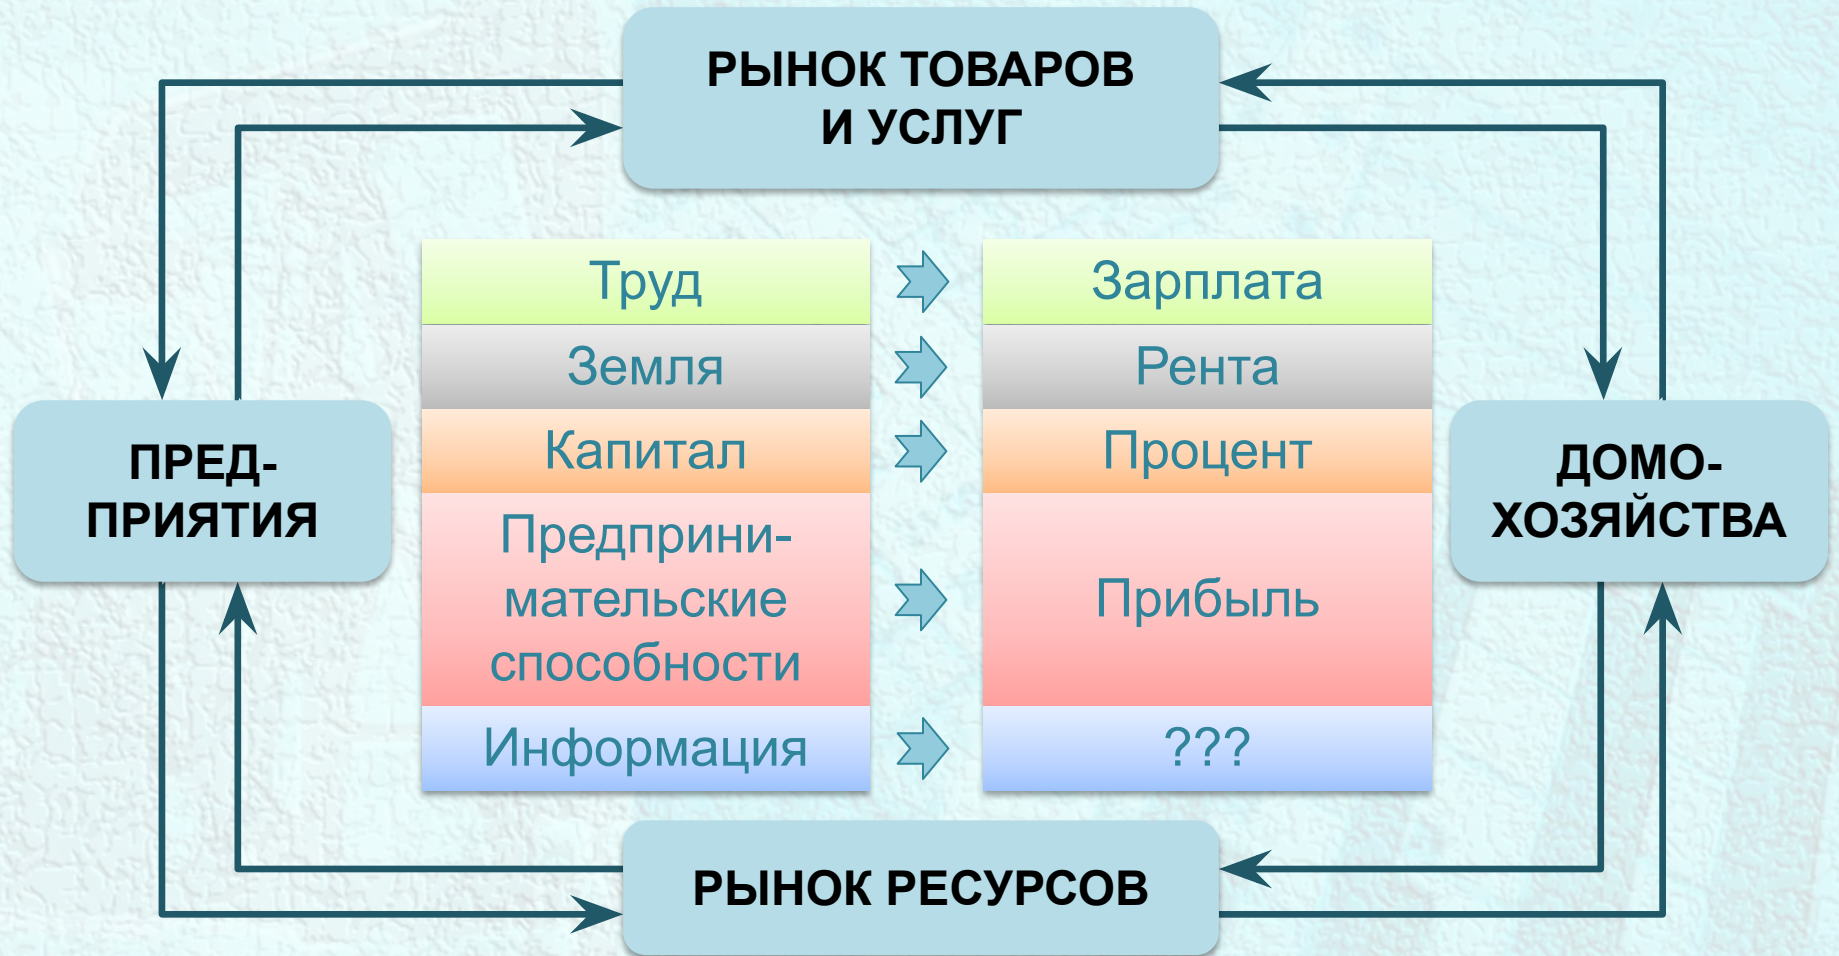 РЫНОК ТОВАРОВ
И УСЛУГ
Труд
Зарплата
Земля
Рента
Капитал
Процент
ПРЕД-
ПРИЯТИЯ
ДОМО-
ХОЗЯЙСТВА
Предприни-
мательские
способности
Прибыль
Информация
???
РЫНОК РЕСУРСОВ